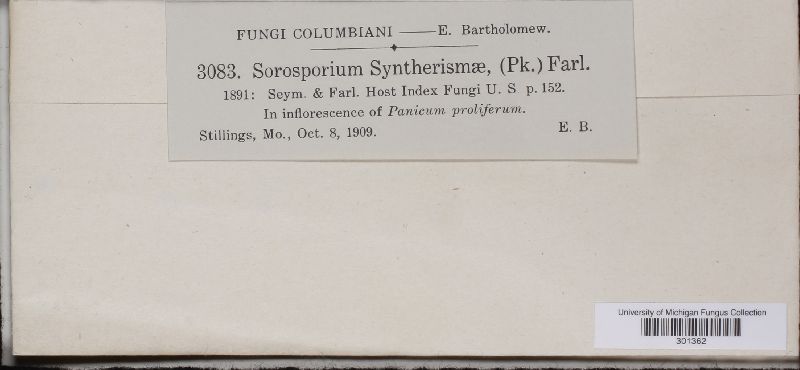 FUNGI COLUMBIANI —— E. Bartholomew.
3083. Sorosporium Syntherismæ, (Pk.) Farl.
1891: Seym. & Farl. Host Index Fungi U. S p. 152.
In inflorescence of Panicum proliferum.
Stillings, Mo., Oct. 8, 1909. E. B.
University of Michigan Fungus Collection
301362